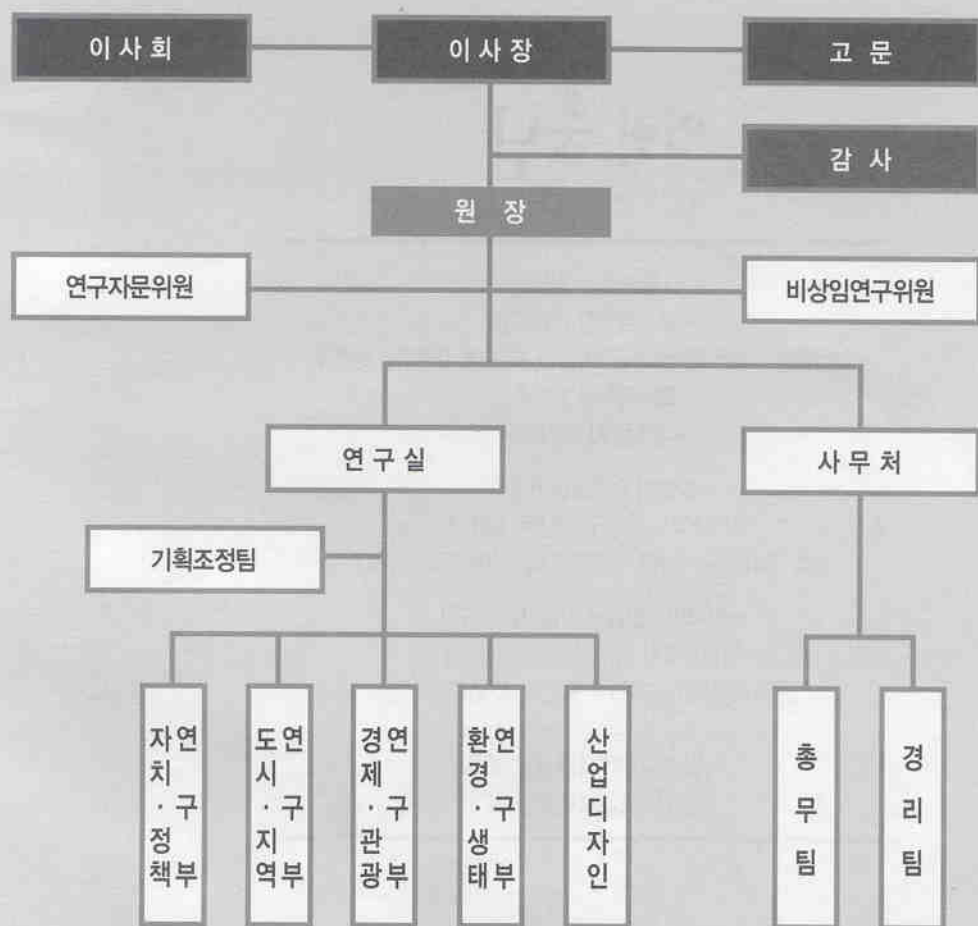 이사회
이사장
고문
감사
원장
연구자문위원
비상임연구위원
연구실
사무처
기획조정팀
자치·정책
연구부
도시·지역
연구부
경제·관광
연구부
환경·생태
연구부
산업디자인
총무팀
경리팀